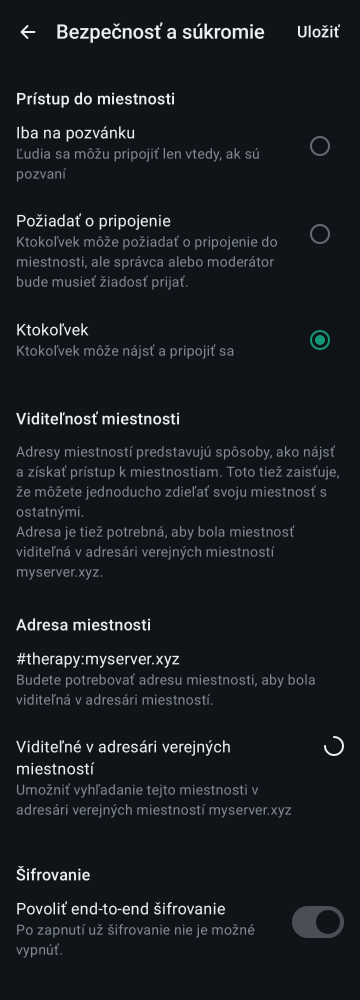 Bezpečnosť a súkromie
Uložiť
Prístup do miestnosti
Iba na pozvánku
Ľudia sa môžu pripojiť len vtedy, ak sú
pozvaní
Požiadať o pripojenie
Ktokoľvek môže požiadať o pripojenie do
miestnosti, ale správca alebo moderátor
bude musieť žiadosť prijať.
Ktokoľvek
Ktokoľvek môže nájsť a pripojiť sa
Viditeľnosť miestnosti
Adresy miestností predstavujú spôsoby, ako nájsť
a získať prístup k miestnostiam. Toto tiež zaisťuje,
že môžete jednoducho zdieľať svoju miestnosť s
ostatnými.
Adresa je tiež potrebná, aby bola miestnosť
viditeľná v adresári verejných miestností
myserver.xyz.
Adresa miestnosti
#therapy:myserver.xyz
Budete potrebovať adresu miestnosti, aby bola
viditeľná v adresári miestností.
Viditeľné v adresári verejných
miestností
Umožniť vyhľadanie tejto miestnosti v
adresári verejných miestností myserver.xyz
Šifrovanie
Povoliť end-to-end šifrovanie
Po zapnutí už šifrovanie nie je možné
vypnúť.